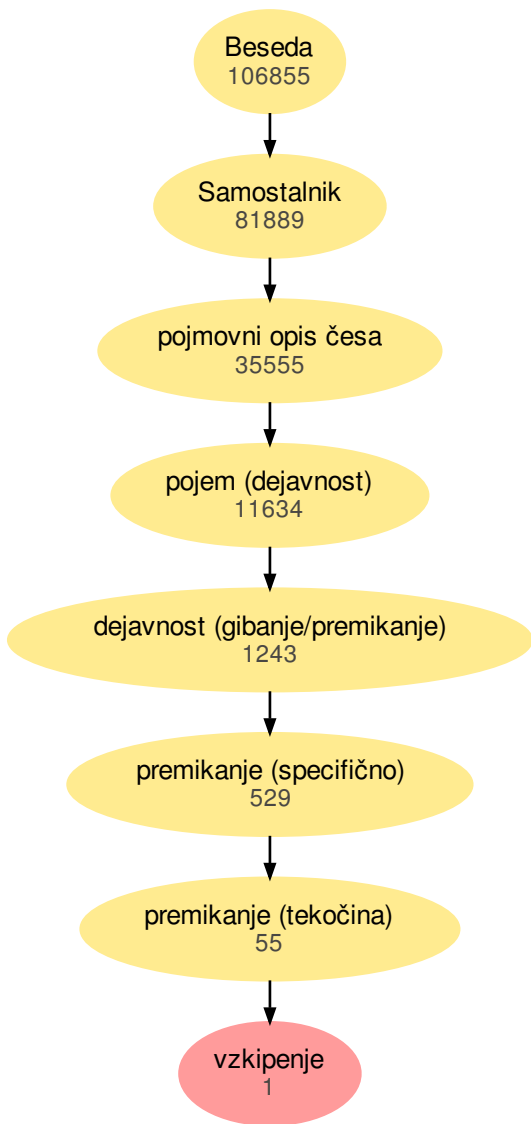 Beseda
106855
Samostalnik
81889
pojmovni opis česa
35555
pojem (dejavnost)
11634
dejavnost (gibanje/premikanje)
1243
premikanje (specifično)
529
premikanje (tekočina)
55
vzkipenje
1